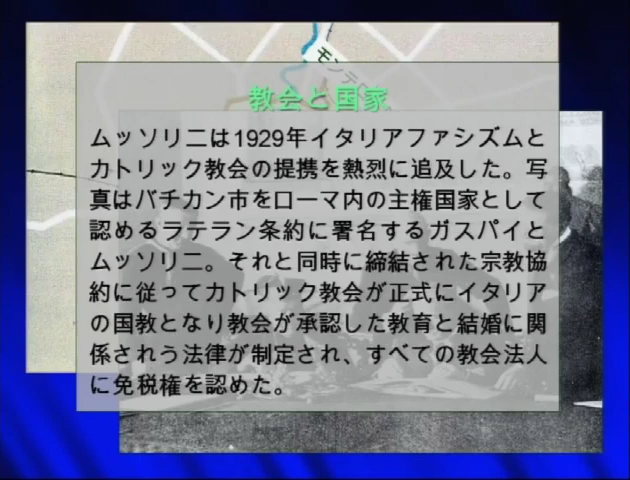 モンテ
教会と国家
ムッソリ二は1929年イタリアファシズムと
カトリック教会の提携を熱烈に追及した。写
真はバチカン市をローマ内の主権国家として
認めるラテラン条約に署名するガスパイと
ムッソリ二。それと同時に締結された宗教協
約に従ってカトリック教会が正式にイタリア
の国教となり教会が承認した教育と結婚に関
係されう法律が制定され、すべての教会法人
に免税権を認めた。